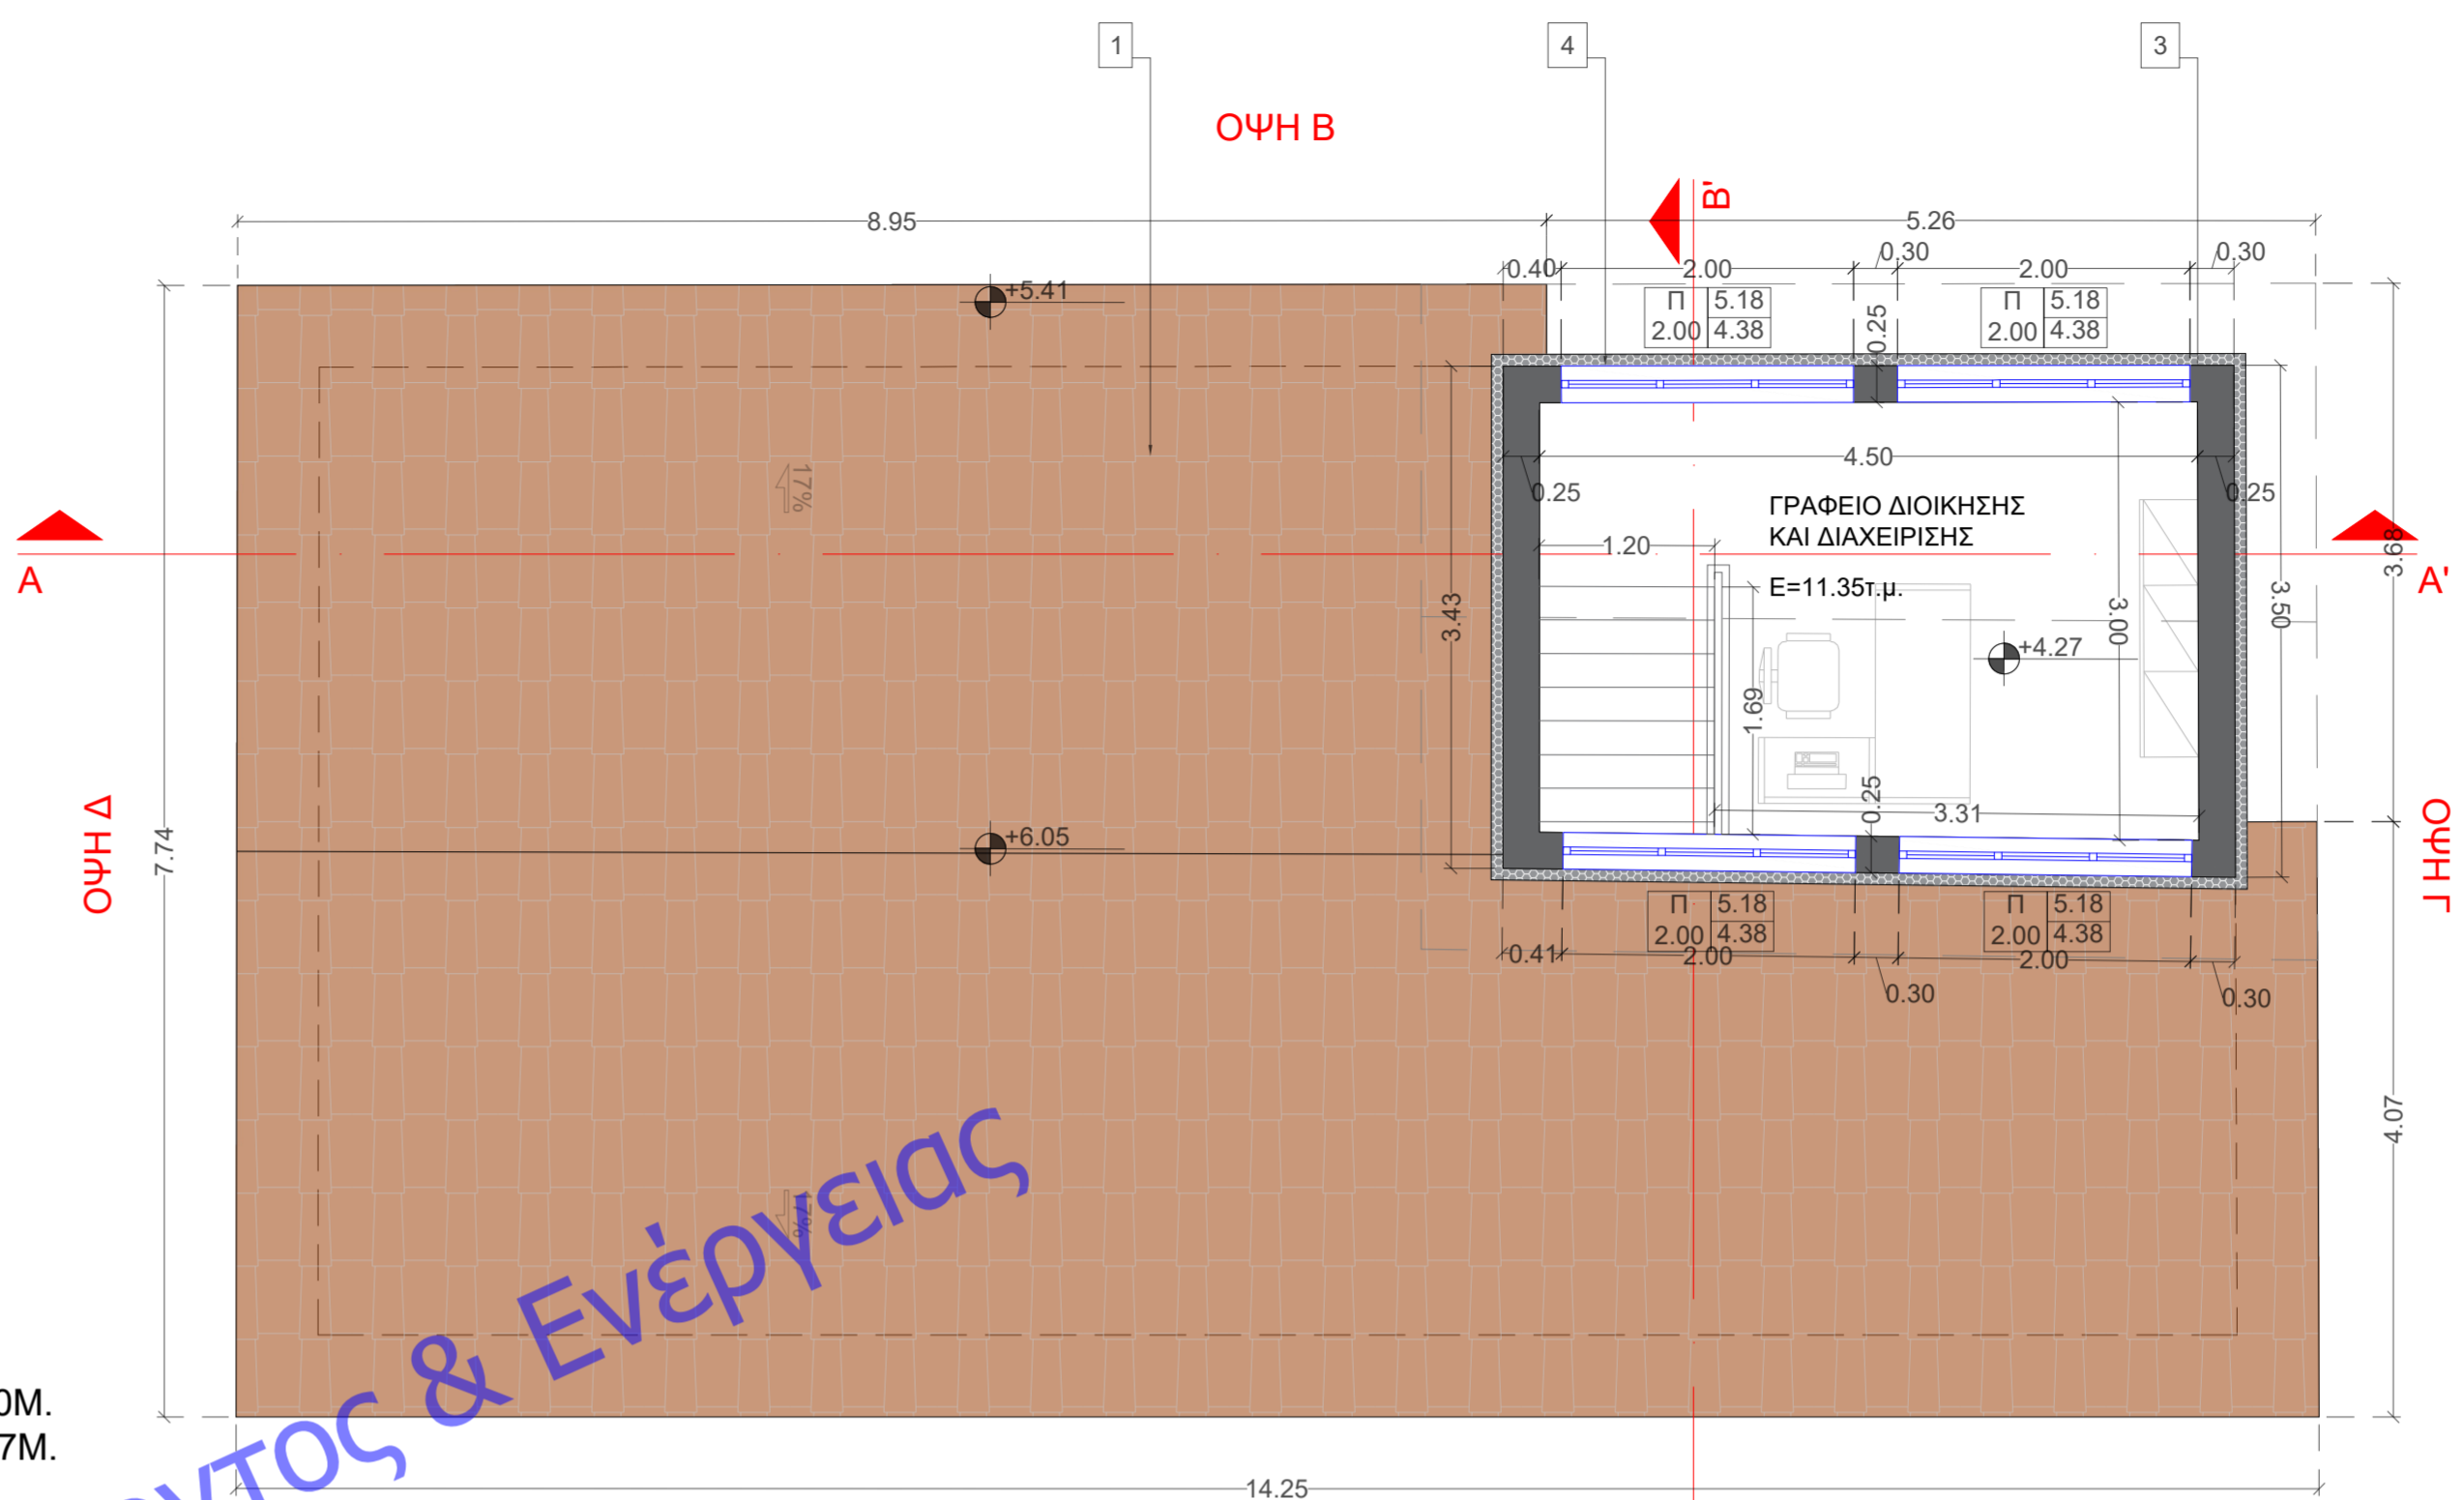 1
4
3
ΟΨΗ Β
Β'
8.95
5.26
0.40
2.00
0.30
2.00
0.30
+5.41
Π 5.18
2.00 4.38
Π 5.18
2.00 4.38
0.25
4.50
0.25
0.25
17%
ΓΡΑΦΕΙΟ ΔΙΟΙΚΗΣΗΣ
ΚΑΙ ΔΙΑΧΕΙΡΙΣΗΣ
Ε=11.35τ.μ.
1.20
Α
Α'
3.68
3.50
3.43
3.00
+4.27
1.69
0.25
3.31
ΟΨΗ Δ
7.74
+6.05
ΟΨΗ Γ
Π 5.18
2.00 4.38
Π 5.18
2.00 4.38
0.41
2.00
0.30
2.00
0.30
4.07
17%
0Μ.
7Μ.
ντος & Ενέργειας
14.25